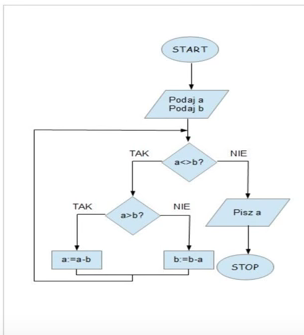 START
Podaj a
Podaj b
TAK
a<>b?
NIE
TAK
a>b?
NIE
Pisz a
a:=a-b
b:=b-a
STOP